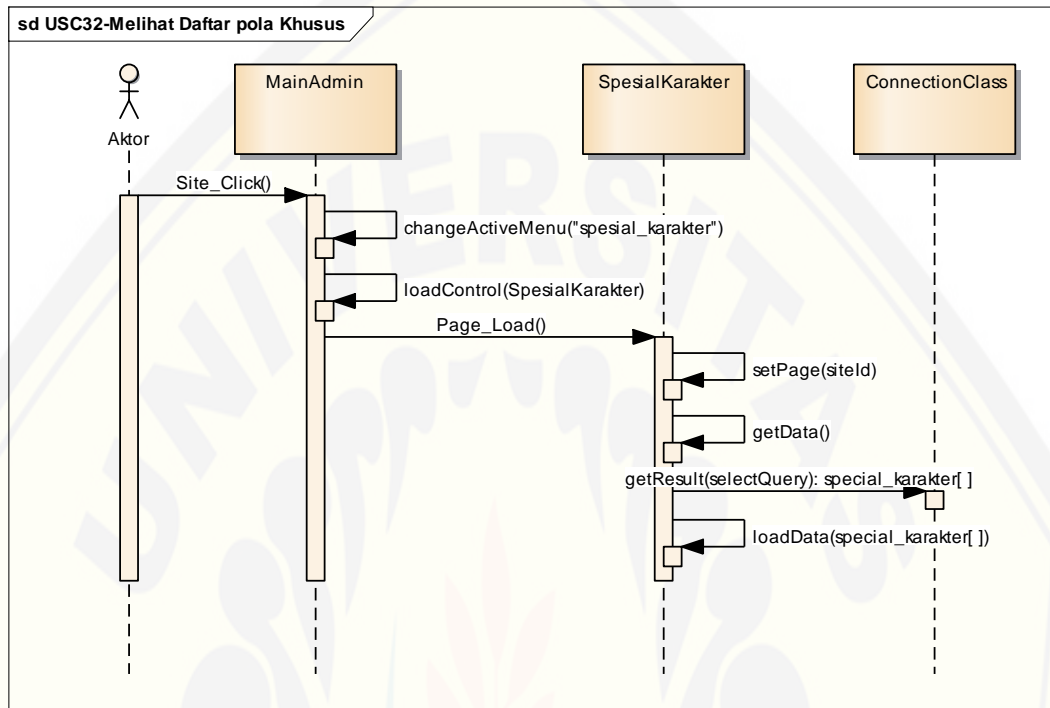 sd USC32-Melihat Daftar pola Khusus
MainAdmin
SpesialKarakter
ConnectionClass
Aktor
Site_Click()
changeActiveMenu("spesial_karakter")
loadControl(SpesialKarakter)
Page_Load()
setPage(siteId)
getData()
getResult(selectQuery): special_karakter[ ]
loadData(special_karakter[ ])
UNIVERSITAS